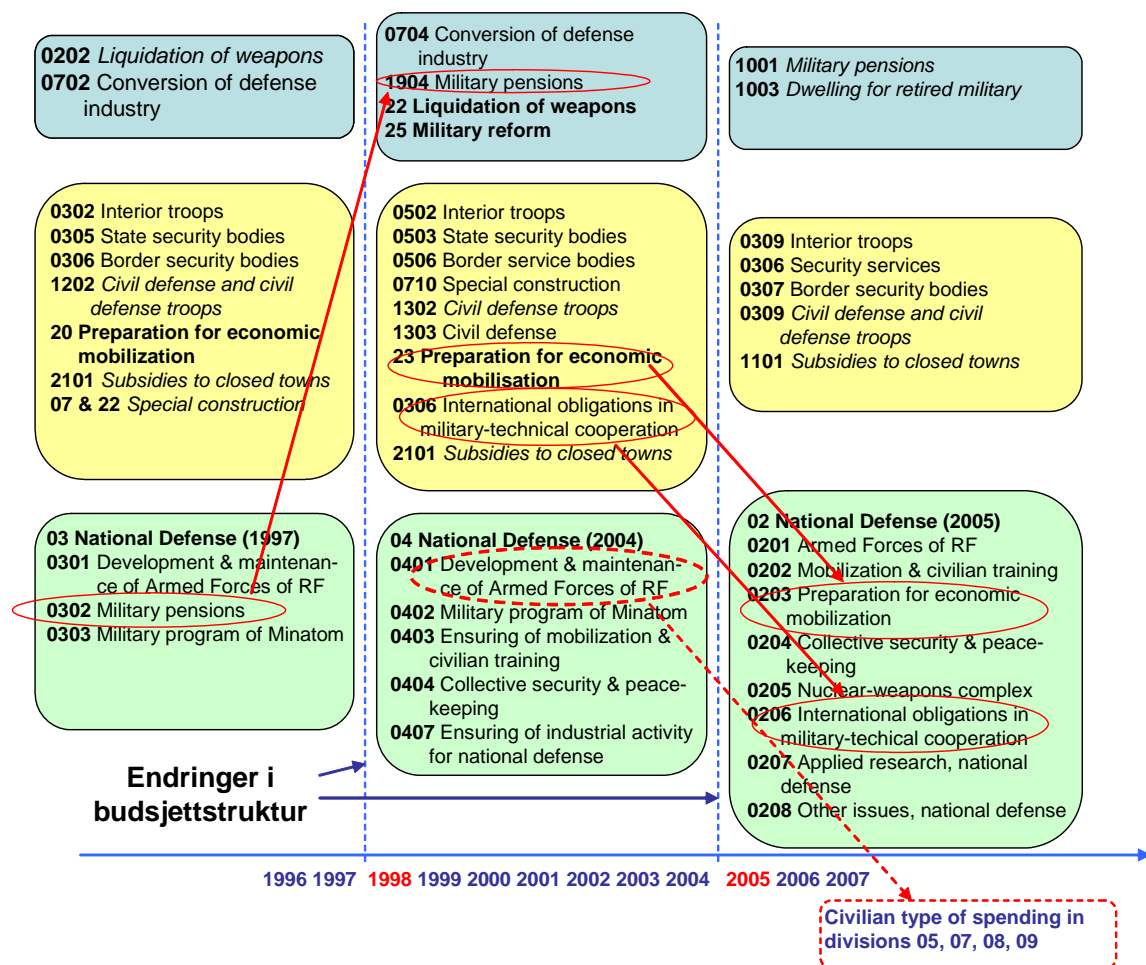 0202 Liquidation of weapons
0702 Conversion of defense
industry
0704 Conversion of defense
industry
1904 Military pensions
22 Liquidation of weapons
25 Military reform
1001 Military pensions
1003 Dwelling for retired military
0302 Interior troops
0305 State security bodies
0306 Border security bodies
1202 Civil defense and civil
defense troops
20 Preparation for economic
mobilization
2101 Subsidies to closed towns
07 & 22 Special construction
0502 Interior troops
0503 State security bodies
0506 Border service bodies
0710 Special construction
1302 Civil defense troops
1303 Civil defense
23 Preparation for economic
mobilisation
0306 International obligations in
military-technical cooperation
2101 Subsidies to closed towns
0309 Interior troops
0306 Security services
0307 Border security bodies
0309 Civil defense and civil
defense troops
1101 Subsidies to closed towns
03 National Defense (1997)
0301 Development & maintenan-
ce of Armed Forces of RF
0302 Military pensions
0303 Military program of Minatom
04 National Defense (2004)
0401 Development & maintenan-
ce of Armed Forces of RF
0402 Military program of Minatom
0403 Ensuring of mobilization &
civilian training
0404 Collective security & peace-
keeping
0407 Ensuring of industrial activity
for national defense
02 National Defense (2005)
0201 Armed Forces of RF
0202 Mobilization & civilian training
0203 Preparation for economic
mobilization
0204 Collective security & peace-
keeping
0205 Nuclear-weapons complex
0206 International obligations in
military-techical cooperation
0207 Applied research, national
defense
0208 Other issues, national defense
Endringer i
budsjettstruktur
1996 1997 1998 1999 2000 2001 2002 2003 2004 2005 2006 2007
Civilian type of spending in
divisions 05, 07, 08, 09